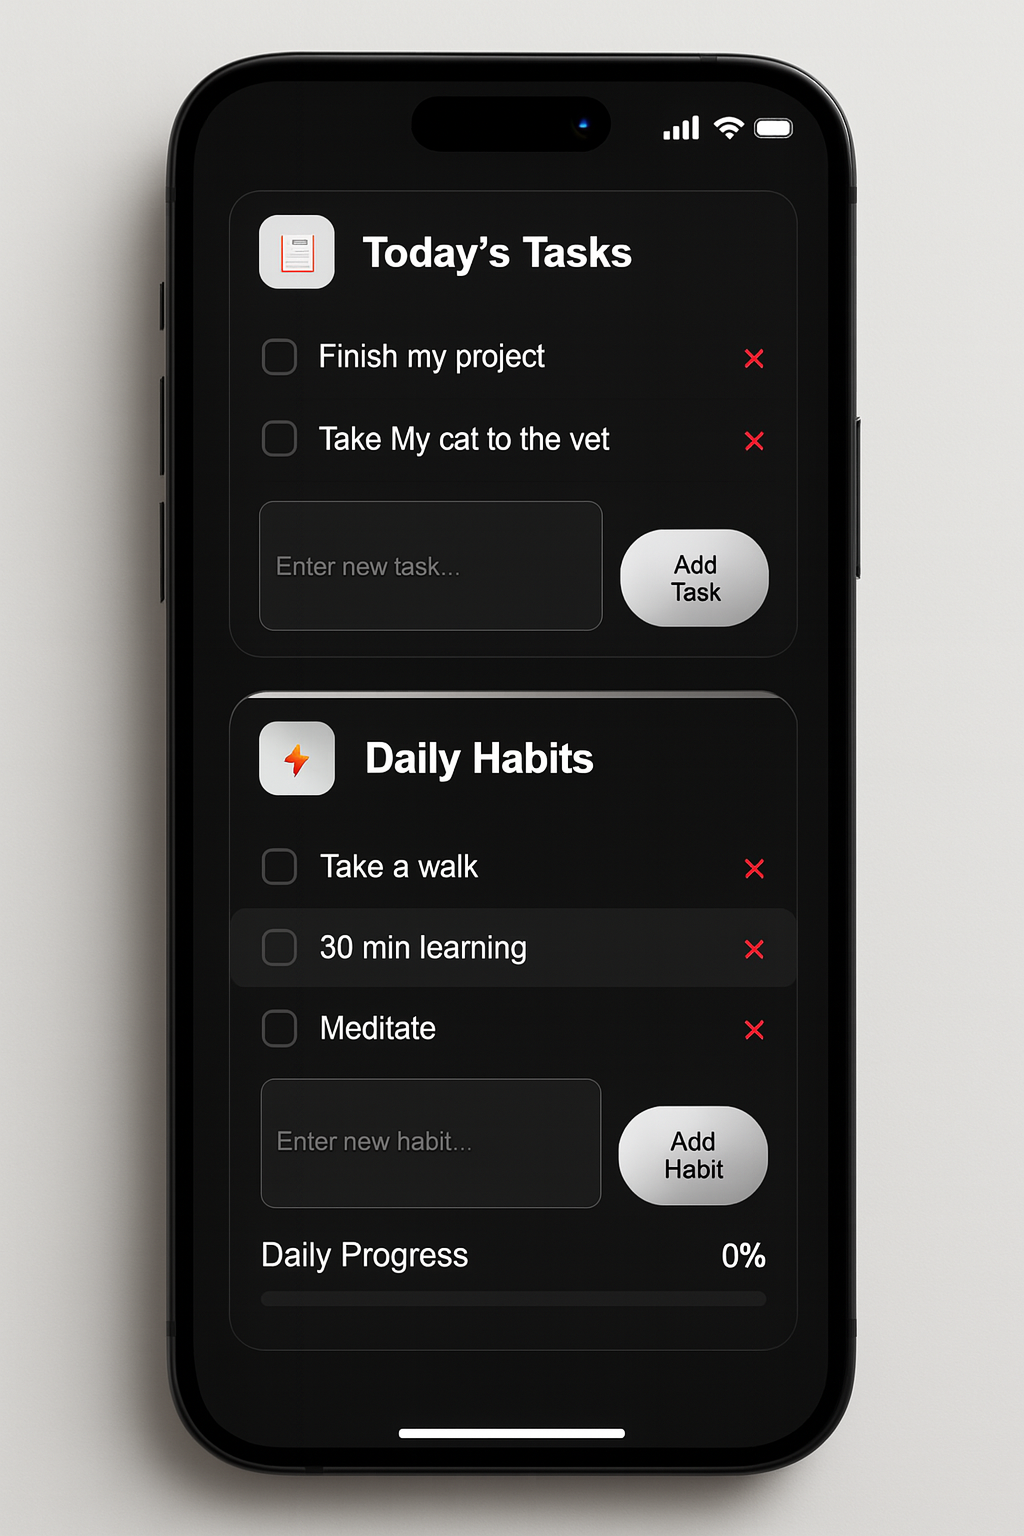 Today’s Tasks
Finish my project
Take My cat to the vet
Enter new task...
Add
Task
Daily Habits
Take a walk
30 min learning
Meditate
Enter new habit...
Add
Habit
Daily Progress
0%